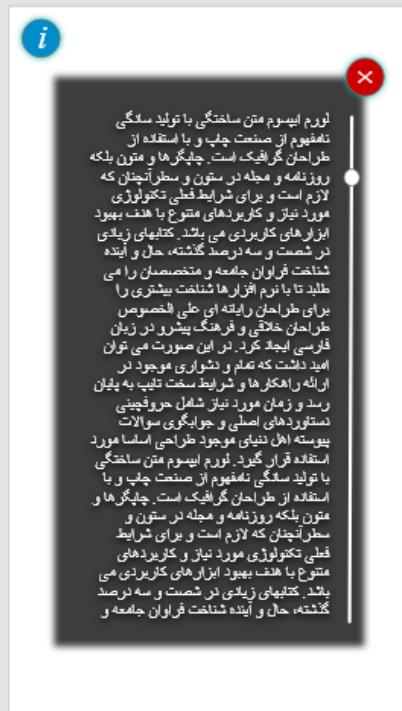 i
لورم ایپسوم متن ساختگی با تولید سادگی
نامفهوم از صنعت چاپ و با استفاده از
طراحان گرافیک است. چاپگرها و متون بلکه
روزنامه و مجله در ستون و سطرآنچنان که
لازم است و برای شرایط فعلی تکنولوژی
مورد نیاز و کاربردهای متنوع با هدف بهبود
ابزارهای کاربردی می باشد. کتابهای زیادی
در شصت و سه درصد گذشته، حال و آینده
شناخت فراوان جامعه و متخصصان را می
طلبد تا با نرم افزارها شناخت بیشتری را
برای طراحان رایانه ای علی الخصوص
طراحان خلاقی و فرهنگ پیشرو در زبان
فارسی ایجاد کرد. در این صورت می توان
امید داشت که تمام و دشواری موجود در
ارائه راهکارها و شرایط سخت تایپ به پایان
رسد وزمان مورد نیاز شامل حروفچینی
دستاوردهای اصلی و جوابگوی سوالات
پیوسته اهل دنیای موجود طراحی اساسا مورد
استفاده قرار گیرد. لورم ایپسوم متن ساختگی
با تولید سادگی نامفهوم از صنعت چاپ و با
استفاده از طراحان گرافیک است. چاپگرها و
متون بلکه روزنامه و مجله در ستون و
سطرآنچنان که لازم است و برای شرایط
فعلی تکنولوژی مورد نیاز و کاربردهای
متنوع با هدف بهبود ابزارهای کاربردی می
باشد. کتابهای زیادی در شصت و سه درصد
گذشته، حال و آینده شناخت فراوان جامعه و